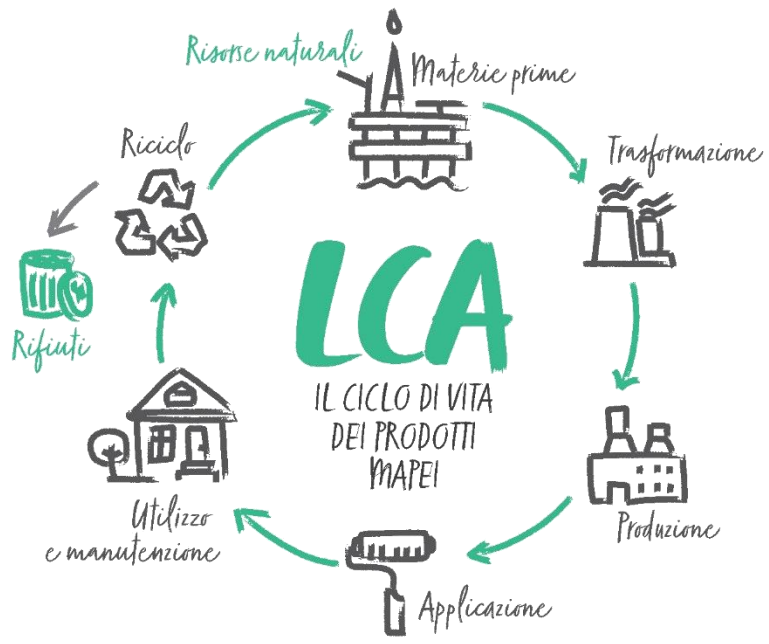 Risorse naturali
Materie prime
Riciclo
Trasformazione
LCA
IL CICLO DI VITA
DEI PRODOTTI
MAPEI
Rifiuti
Utilizzo
e manutenzione
Produzione
Applicazione